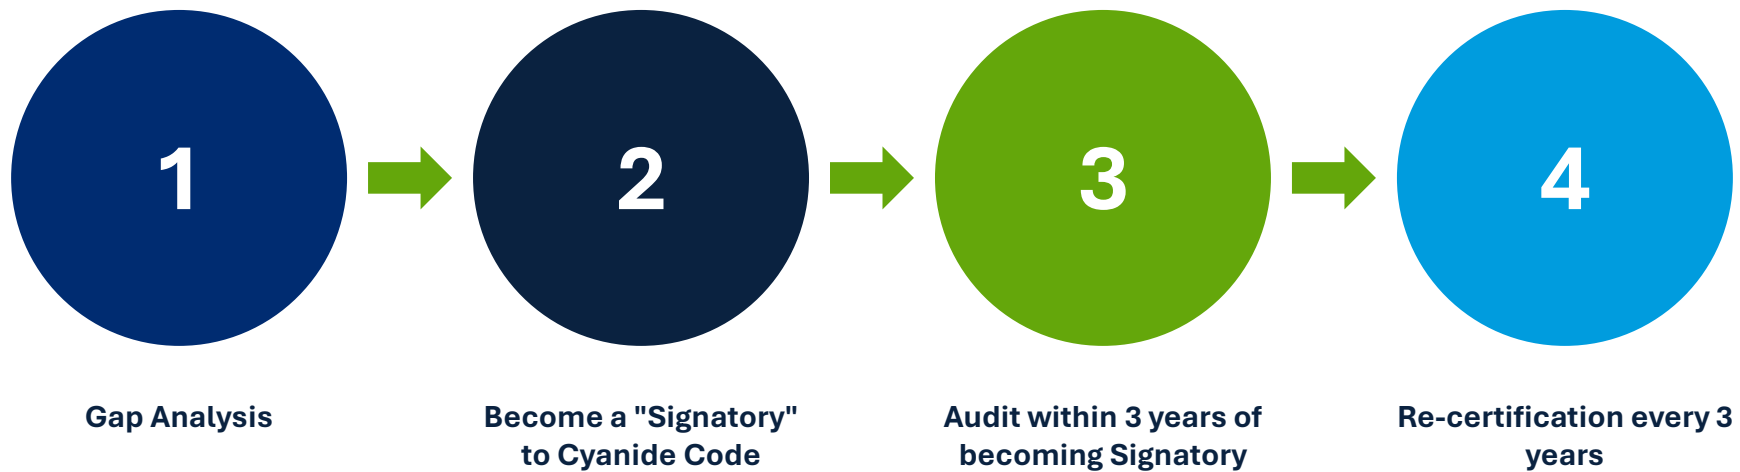 1
2
3
4
Gap Analysis
Become a "Signatory"
to Cyanide Code
Audit within 3 years of
becoming Signatory
Re-certification every 3
years